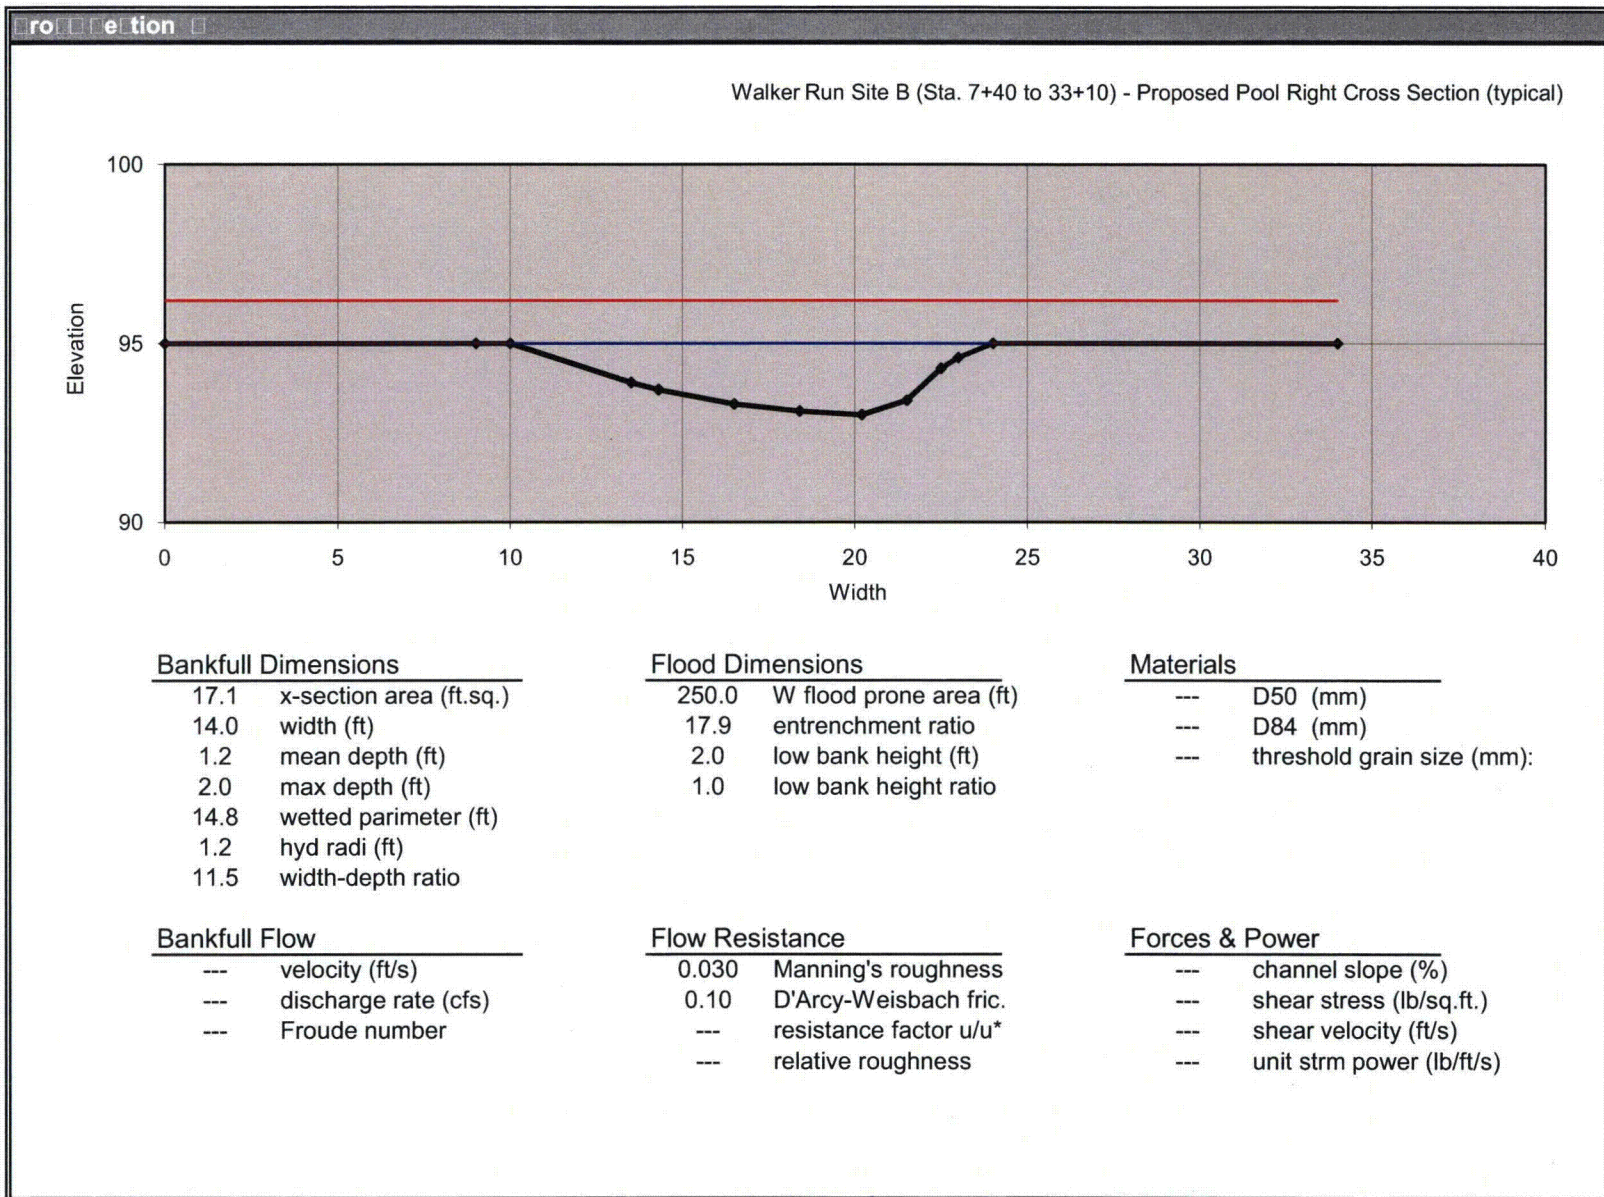 Walker Run Site B (Sta. 7+40 to 33+10) - Proposed Pool Right Cross Section (typical)
100
95
90
Elevation
0 5 10 15 20 25 30 35 40
Width
Bankfull Dimensions
17.1 x-section area (ft.sq.)
14.0 width (ft)
1.2 mean depth (ft)
2.0 max depth (ft)
14.8 wetted parimeter (ft)
1.2 hyd radi (ft)
11.5 width-depth ratio
Flood Dimensions
250.0 W flood prone area (ft)
17.9 entrenchment ratio
2.0 low bank height (ft)
1.0 low bank height ratio
Materials
--- D50 (mm)
--- D84 (mm)
--- threshold grain size (mm):
Bankfull Flow
--- velocity (ft/s)
--- discharge rate (cfs)
--- Froude number
Flow Resistance
0.030 Manning's roughness
0.10 D'Arcy-Weisbach fric.
--- resistance factor u/u*
--- relative roughness
Forces & Power
--- channel slope (%)
--- shear stress (lb/sq.ft.)
--- shear velocity (ft/s)
--- unit strm power (lb/ft/s)